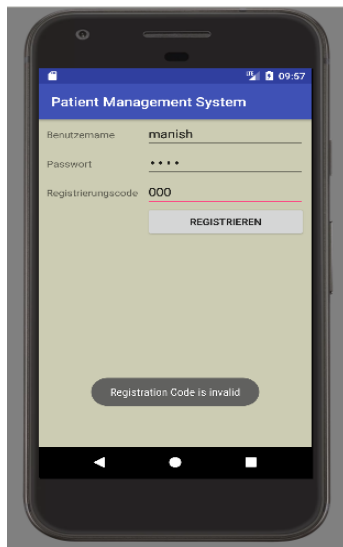 09:57
Patient Management System
Benutzername manish
Passwort ••••
Registrierungscode 000
REGISTRIEREN
Registration Code is invalid